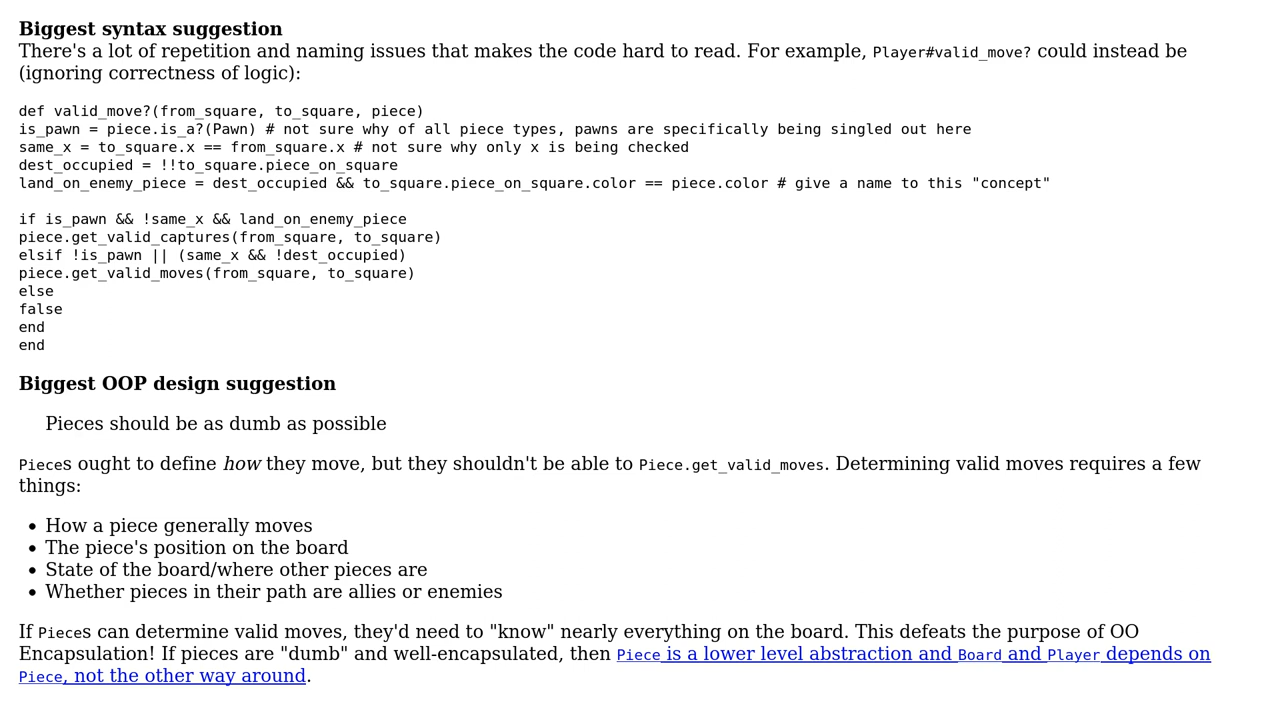 Biggest syntax suggestion
There's a lot of repetition and naming issues that makes the code hard to read. For example, Player#valid_move? could instead be
(ignoring correctness of logic):
def valid_move?(from_square, to_square, piece)
is_pawn = piece.is_a?(Pawn) # not sure why of all piece types, pawns are specifically being singled out here
same_x = to_square.x == from_square.x # not sure why only x is being checked
dest_occupied = !!to_square.piece_on_square
land_on_enemy_piece = dest_occupied && to_square.piece_on_square.color == piece.color # give a name to this "concept"
if is_pawn && !same_x && land_on_enemy_piece
piece.get_valid_captures(from_square, to_square)
elsif !is_pawn || (same_x && !dest_occupied)
piece.get_valid_moves(from_square, to_square)
else
false
end
end
Biggest OOP design suggestion
Pieces should be as dumb as possible
Pieces ought to define how they move, but they shouldn't be able to Piece.get_valid_moves. Determining valid moves requires a few
things:
• How a piece generally moves
• The piece's position on the board
• State of the board/where other pieces are
• Whether pieces in their path are allies or enemies
If Pieces can determine valid moves, they'd need to "know" nearly everything on the board. This defeats the purpose of OO
Encapsulation! If pieces are "dumb" and well-encapsulated, then Piece is a lower level abstraction and Board and Player depends on
Piece, not the other way around.